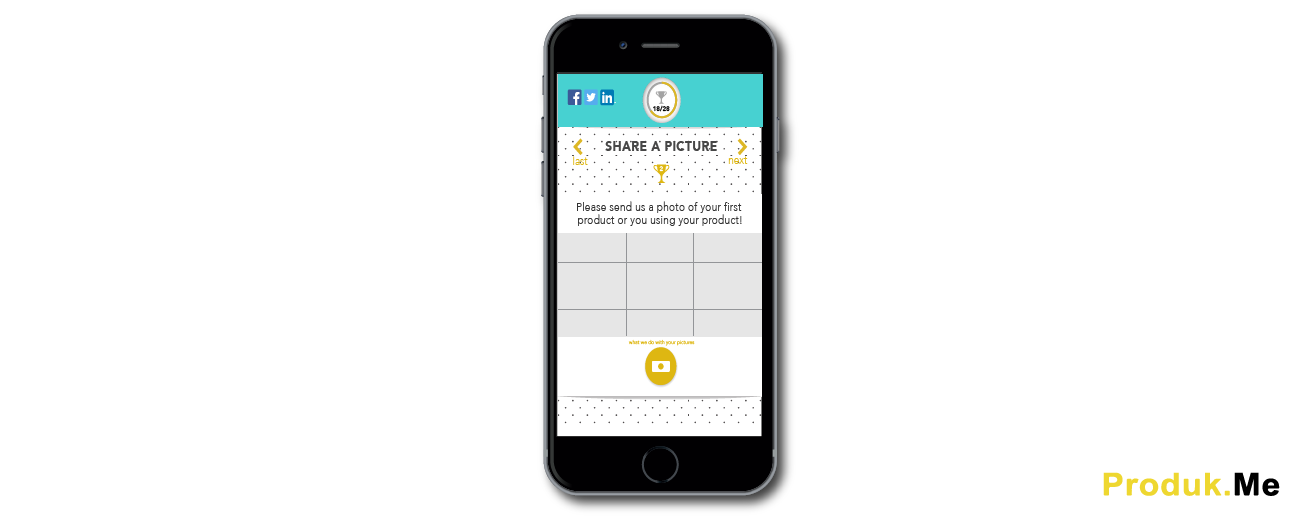 18/28
SHARE A PICTURE
last
next
2
Please send us a photo of your first
product or you using your product!
what we do with your pictures
Produk.Me